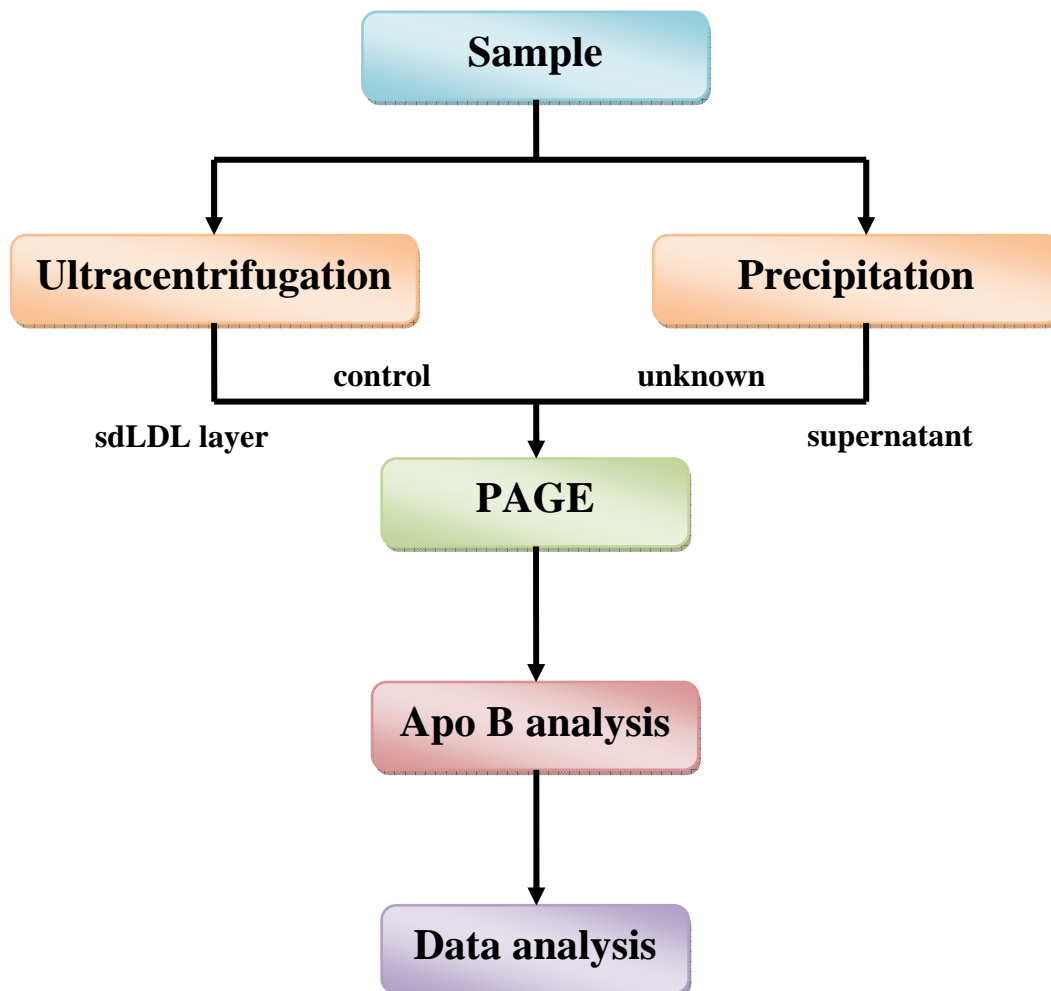 Sample
Ultracentrifugation
Precipitation
control
unknown
sdLDL layer
supernatant
PAGE
Apo B analysis
Data analysis